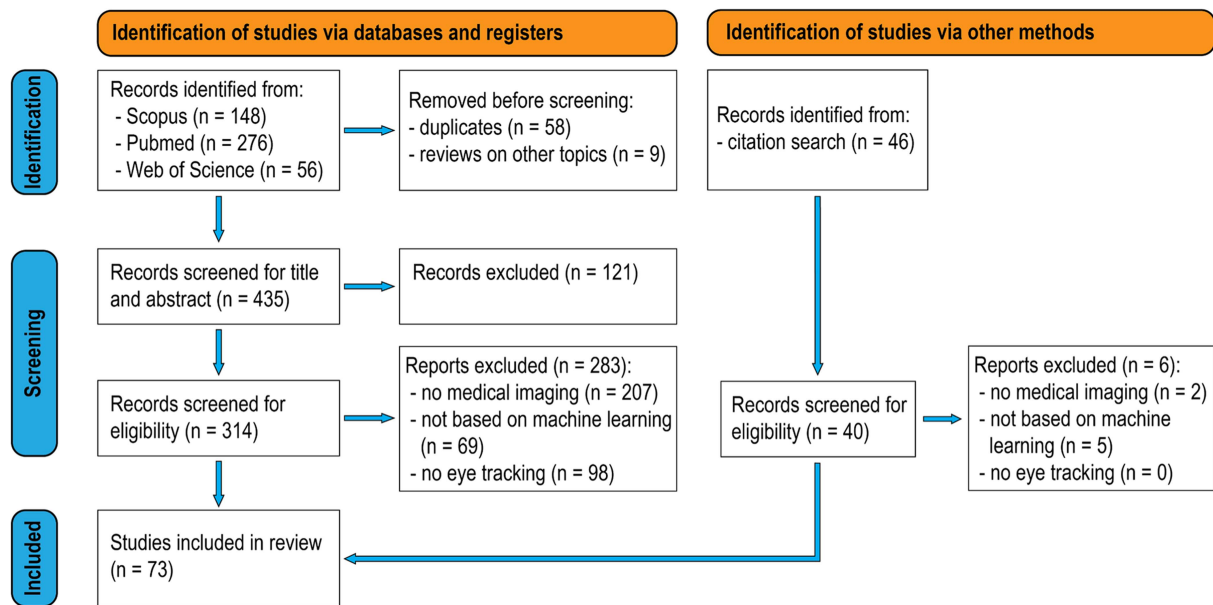 Identification of studies via databases and registers
Identification of studies via other methods
Identification
Records identified from:
- Scopus (n = 148)
- Pubmed (n = 276)
- Web of Science (n = 56)
Removed before screening:
- duplicates (n = 58)
- reviews on other topics (n = 9)
Records identified from:
- citation search (n = 46)
Screening
Records screened for title
and abstract (n = 435)
Records excluded (n = 121)
Records screened for
eligibility (n = 314)
Reports excluded (n = 283):
- no medical imaging (n = 207)
- not based on machine learning
(n = 69)
- no eye tracking (n = 98)
Records screened for
eligibility (n = 40)
Reports excluded (n = 6):
- no medical imaging (n = 2)
- not based on machine
learning (n = 5)
- no eye tracking (n = 0)
Included
Studies included in review
(n = 73)